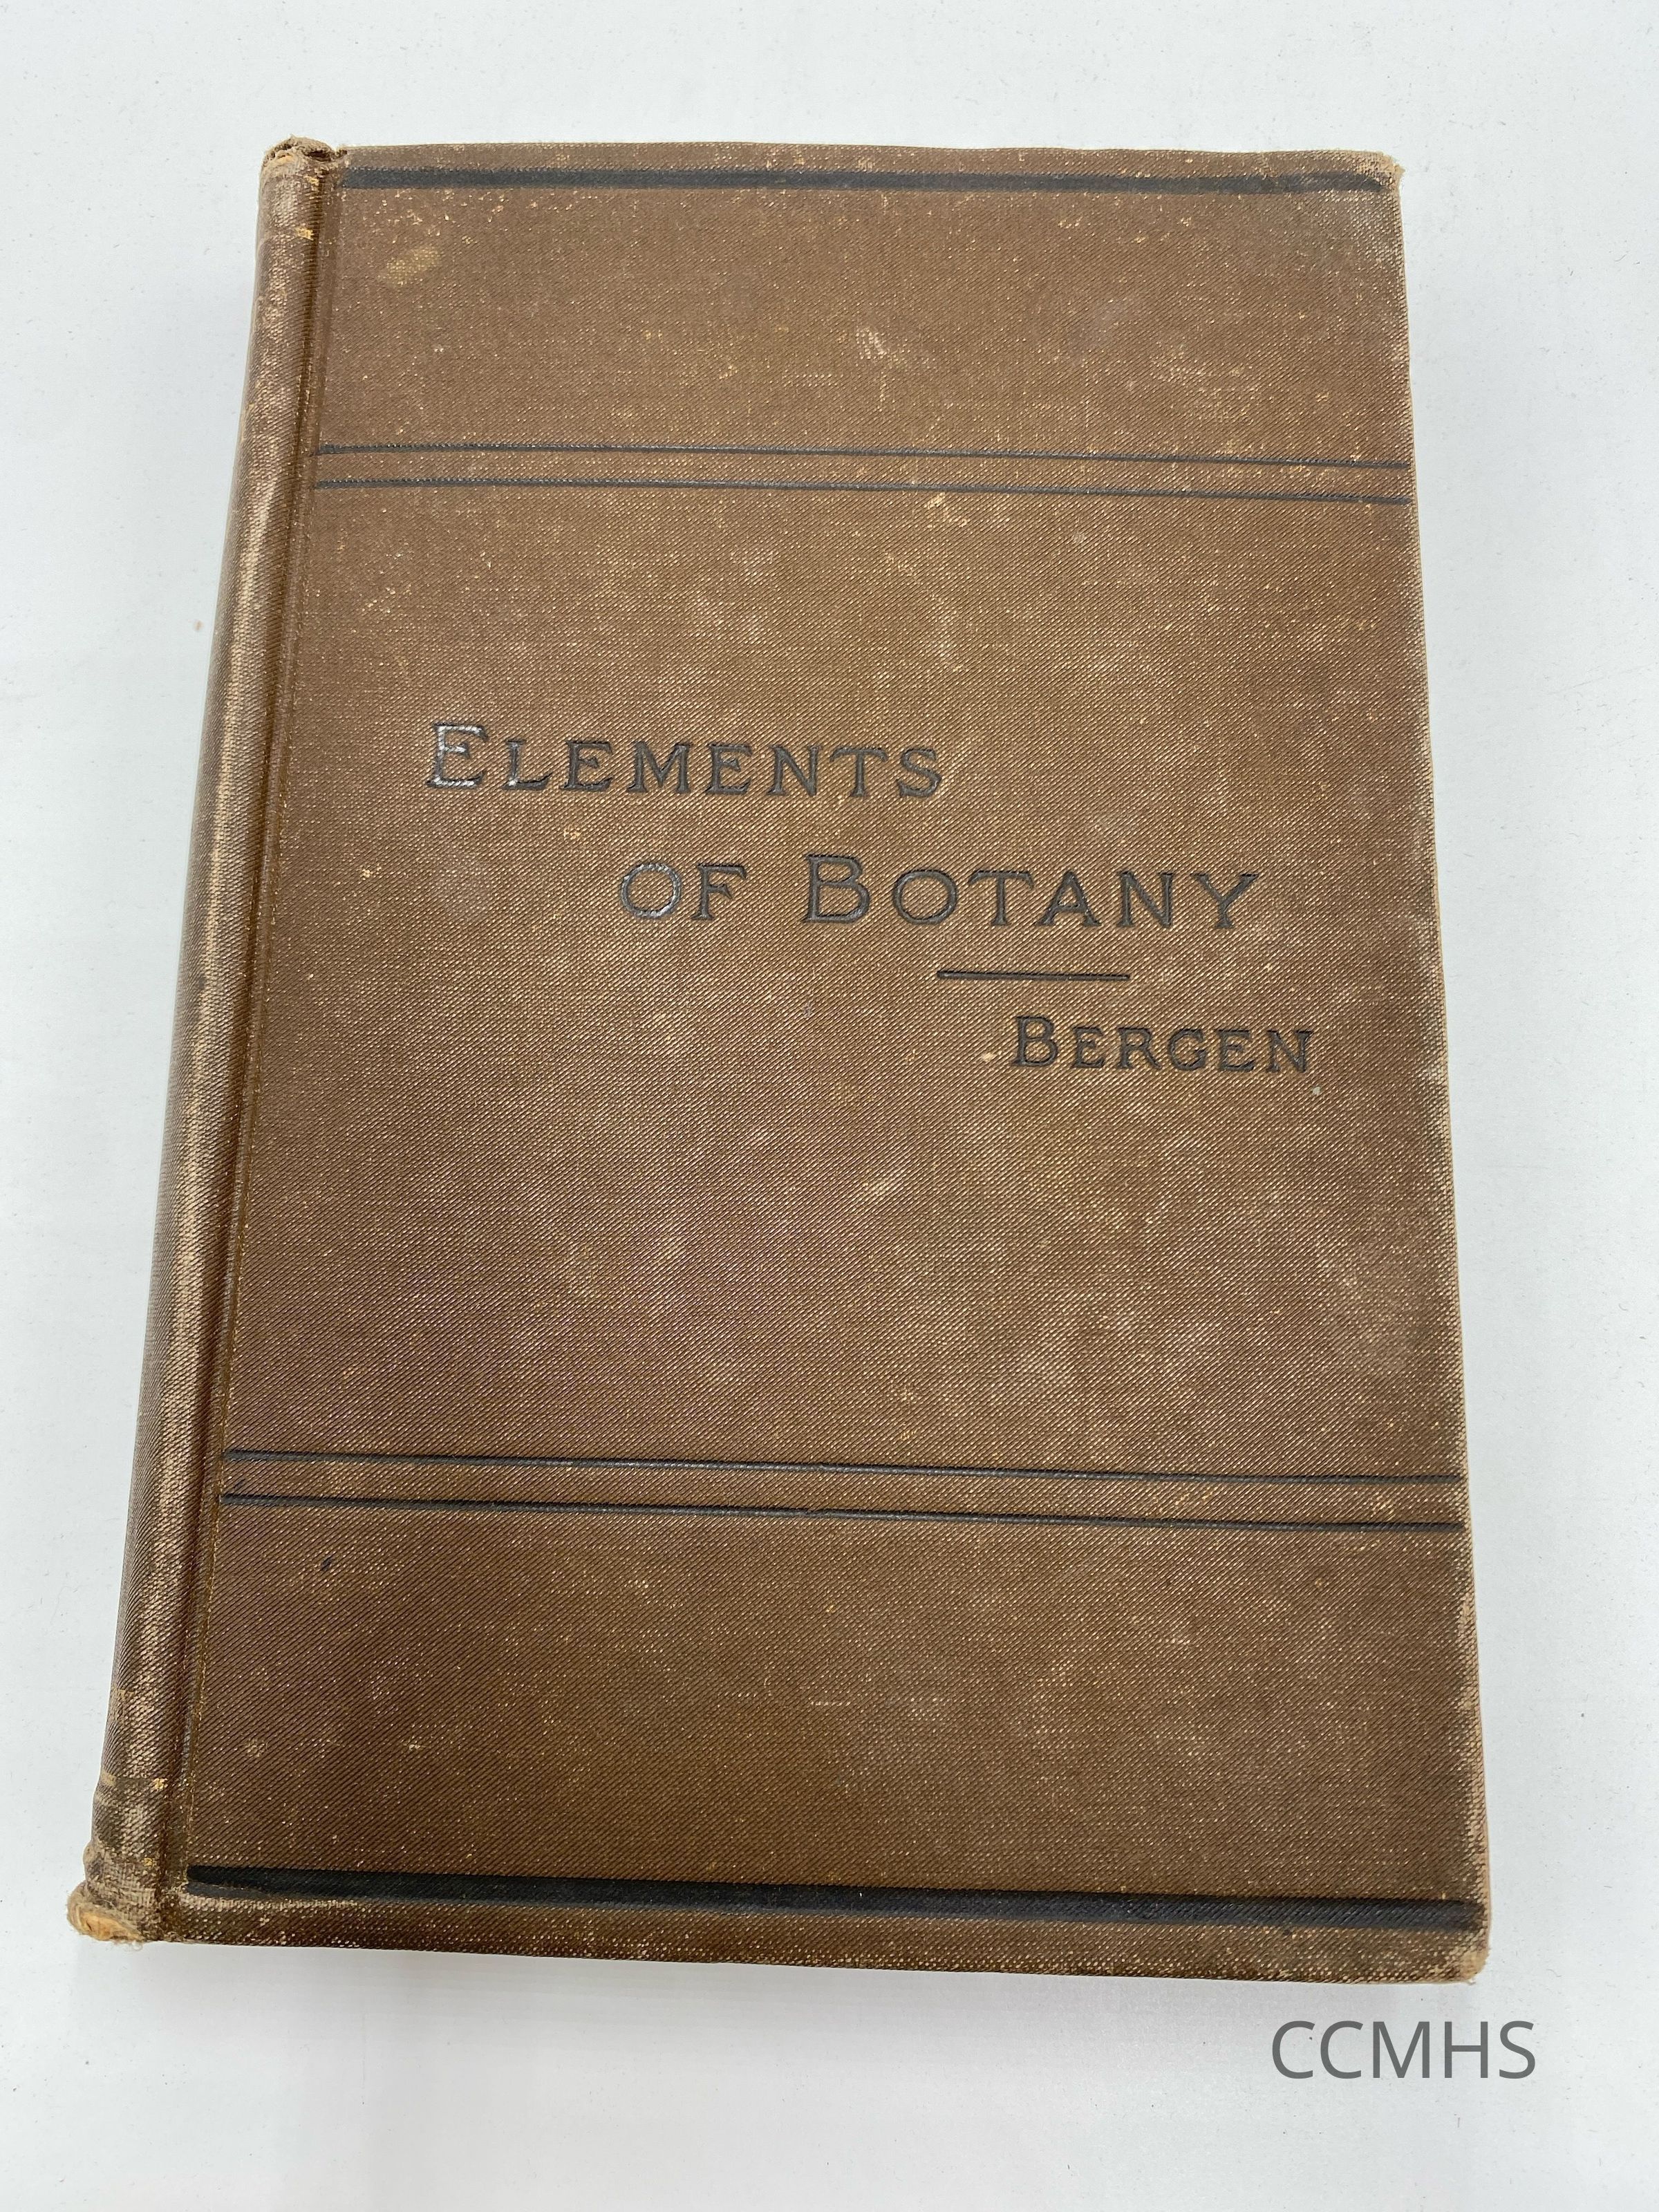 ELEMENTS
OF BOTANY
BERGEN
CCMHS